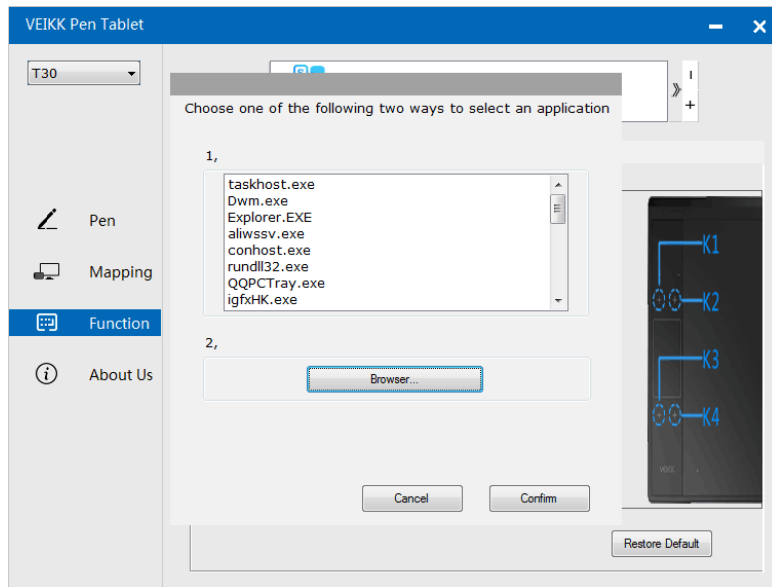 VEIKK Pen Tablet
T30
Choose one of the following two ways to select an application
1,
taskhost.exe
Dwm.exe
Explorer.EXE
aliwssv.exe
conhost.exe
rundll32.exe
QQPCTray.exe
igfxHK.exe
2,
Browser...
Cancel
Confirm
Pen
Mapping
Function
About Us
K1
K2
K3
K4
VEIKK
Restore Default